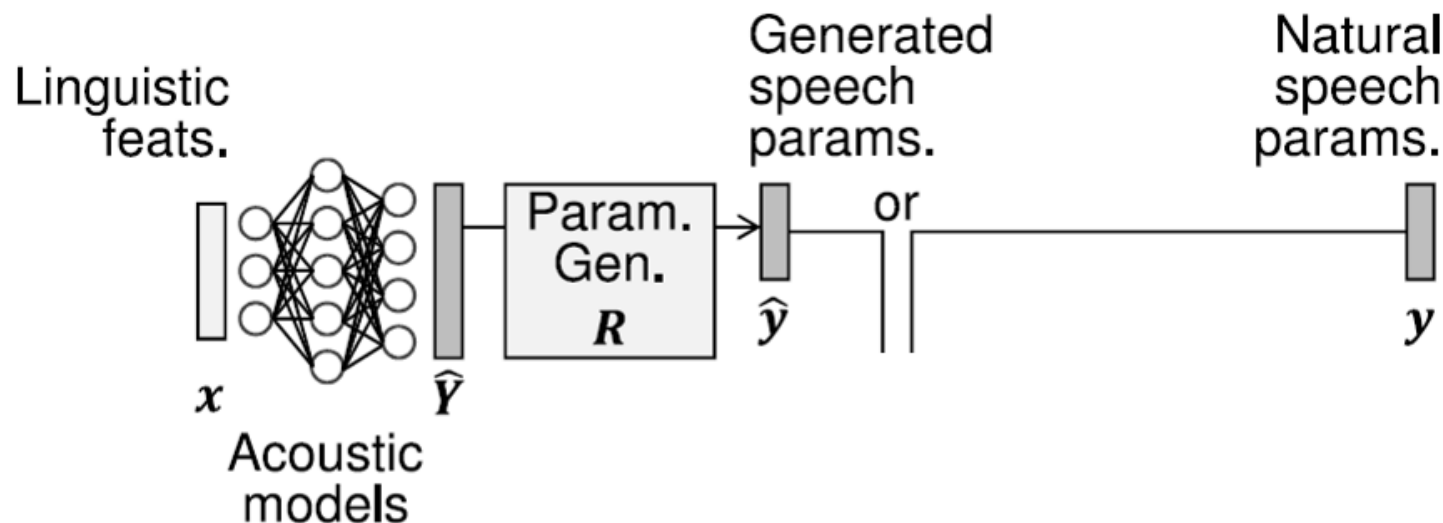 Linguistic
feats.
Generated
speech
params.
Natural
speech
params.
or
Param.
Gen.
R
x
Ŷ
ŷ
y
Acoustic
models